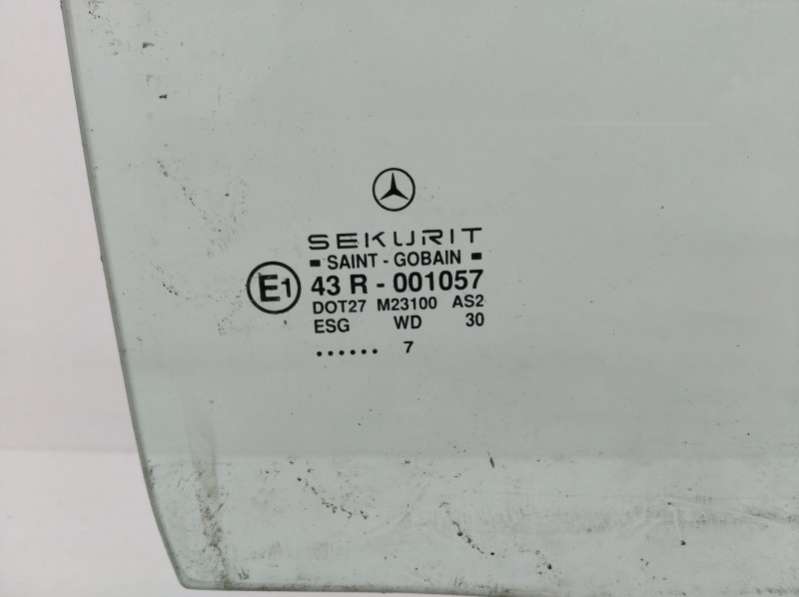 SEKURIT
SAINT - GOBAIN
E1 43 R - 001057
DOT27 M23100 AS2
ESG WD 30
...... 7